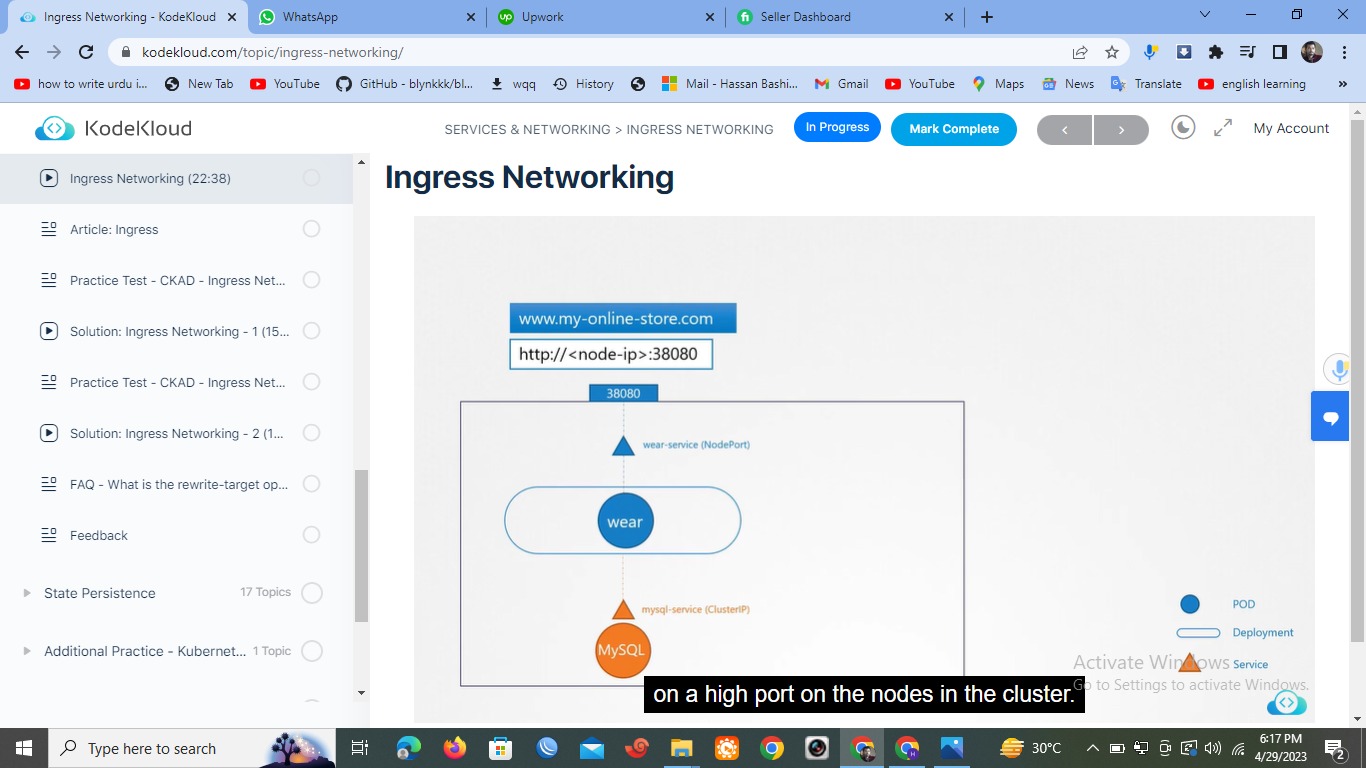 Ingress Networking - KodeKloud
WhatsApp
Upwork
Seller Dashboard
kodekloud.com/topic/ingress-networking/
how to write urdu i...
New Tab
YouTube
GitHub - blynkkk/bl...
wqq
History
Mail - Hassan Bashi...
Gmail
YouTube
Maps
News
Translate
english learning
KodeKloud
SERVICES & NETWORKING > INGRESS NETWORKING
In Progress
Mark Complete
My Account
Ingress Networking (22:38)
Article: Ingress
Practice Test - CKAD - Ingress Net...
Solution: Ingress Networking - 1 (15...
Practice Test - CKAD - Ingress Net...
Solution: Ingress Networking - 2 (1...
FAQ - What is the rewrite-target op...
Feedback
State Persistence 17 Topics
Additional Practice - Kubernet... 1 Topic
Ingress Networking
www.my-online-store.com
http://<node-ip>:38080
38080
wear-service (NodePort)
wear
mysql-service (ClusterIP)
MySQL
POD
Deployment
Service
Activate Windows
Go to Settings to activate Windows.
on a high port on the nodes in the cluster.
Type here to search
30°C
6:17 PM
4/29/2023
2